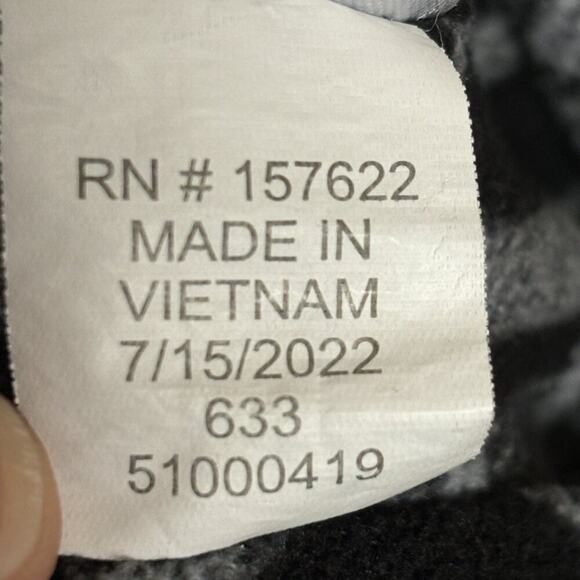 RN # 157622
MADE IN
VIETNAM
7/15/2022
633
51000419